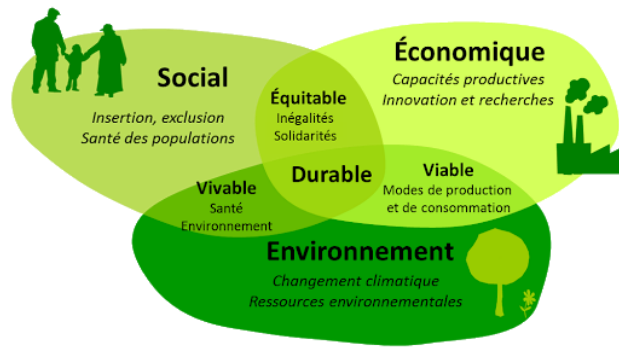 Social
Insertion, exclusion
Santé des populations
Économique
Capacités productives
Innovation et recherches
Équitable
Inégalités
Solidarités
Durable
Vivable
Santé
Environnement
Viable
Modes de production
et de consommation
Environnement
Changement climatique
Ressources environnementales